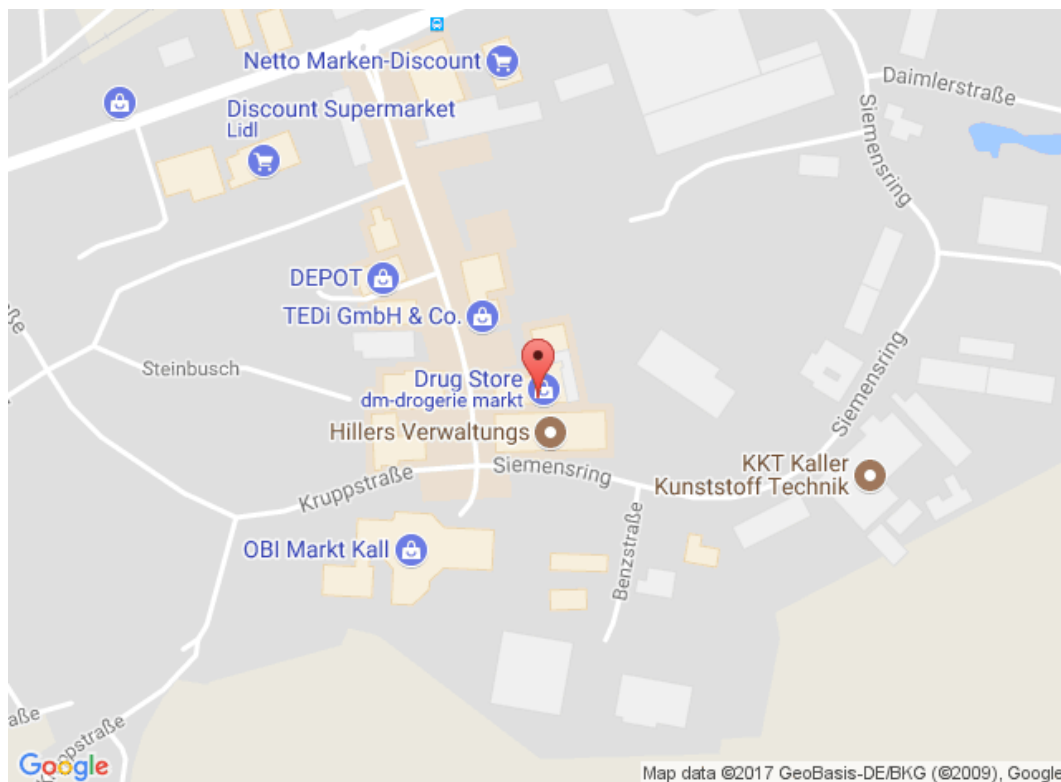 Netto Marken-Discount
Daimlerstraße
Discount Supermarket
Lidl
Siemensring
DEPOT
TEDi GmbH & Co.
Steinbusch
Drug Store
dm-drogerie markt
Siemensring
Hillers Verwaltungs
KKT Kaller
Kunststoff Technik
Siemensring
Kruppstraße
OBI Markt Kall
Benzstraße
aße
Kruppstraße
Google
Map data ©2017 GeoBasis-DE/BKG (©2009), Google